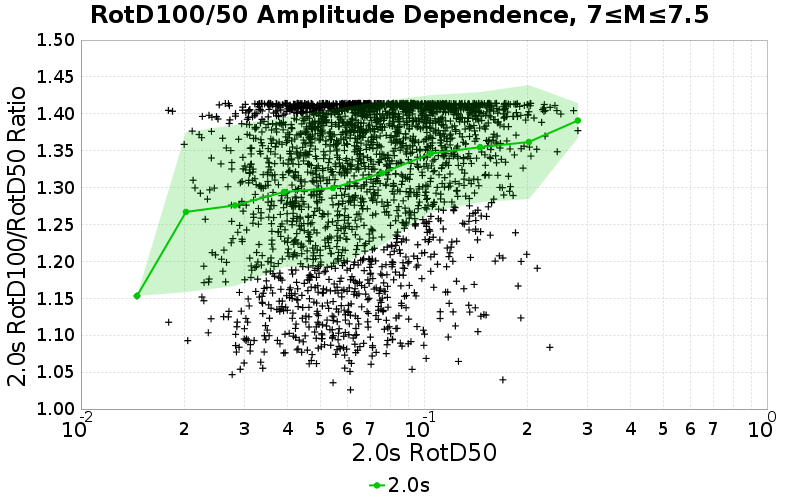 RotD100/50 Amplitude Dependence, 7≤M≤7.5
2.0s RotD100/RotD50 Ratio
1.50
1.45
1.40
1.35
1.30
1.25
1.20
1.15
1.10
1.05
1.00
10-2 2 3 4 5 6 7 10-1 2 3 4 5 6 7 100
2.0s RotD50
2.0s